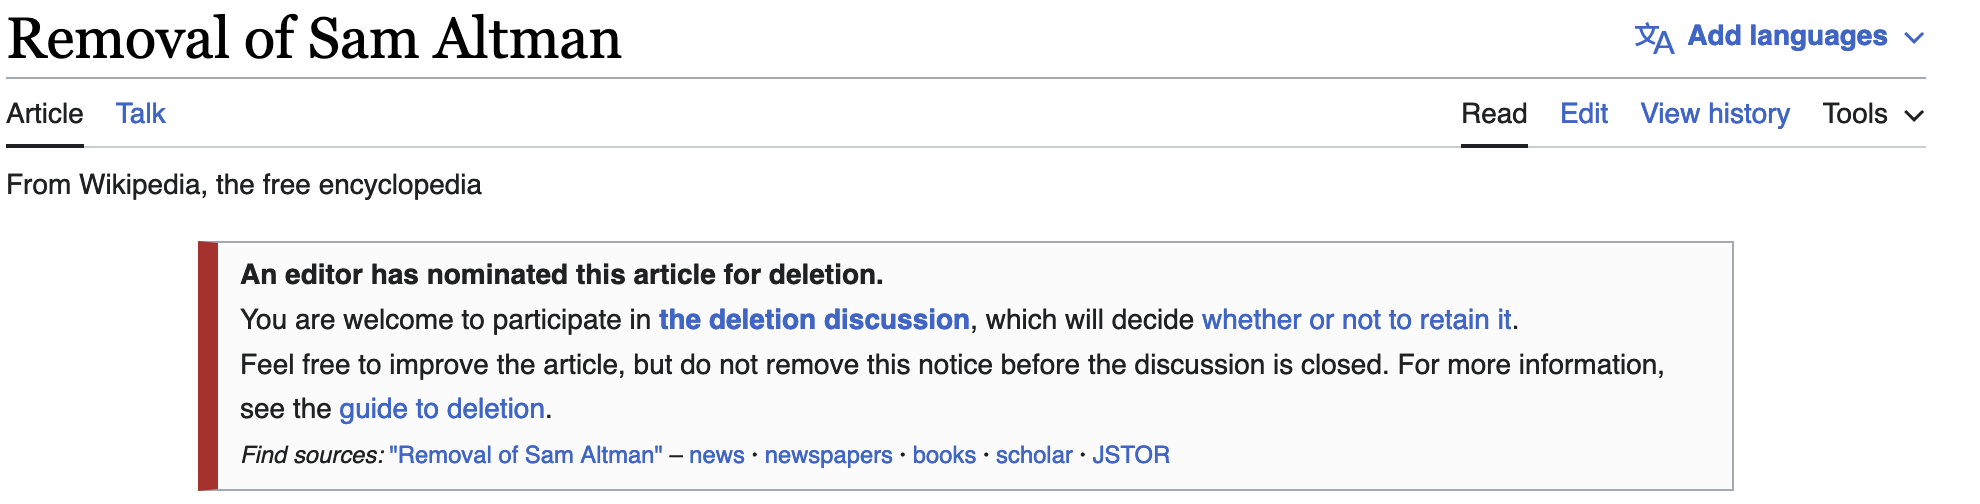 Removal of Sam Altman
Add languages
Article Talk
Read Edit View history Tools
From Wikipedia, the free encyclopedia
An editor has nominated this article for deletion.
You are welcome to participate in the deletion discussion, which will decide whether or not to retain it.
Feel free to improve the article, but do not remove this notice before the discussion is closed. For more information,
see the guide to deletion.
Find sources: "Removal of Sam Altman" – news · newspapers · books · scholar · JSTOR